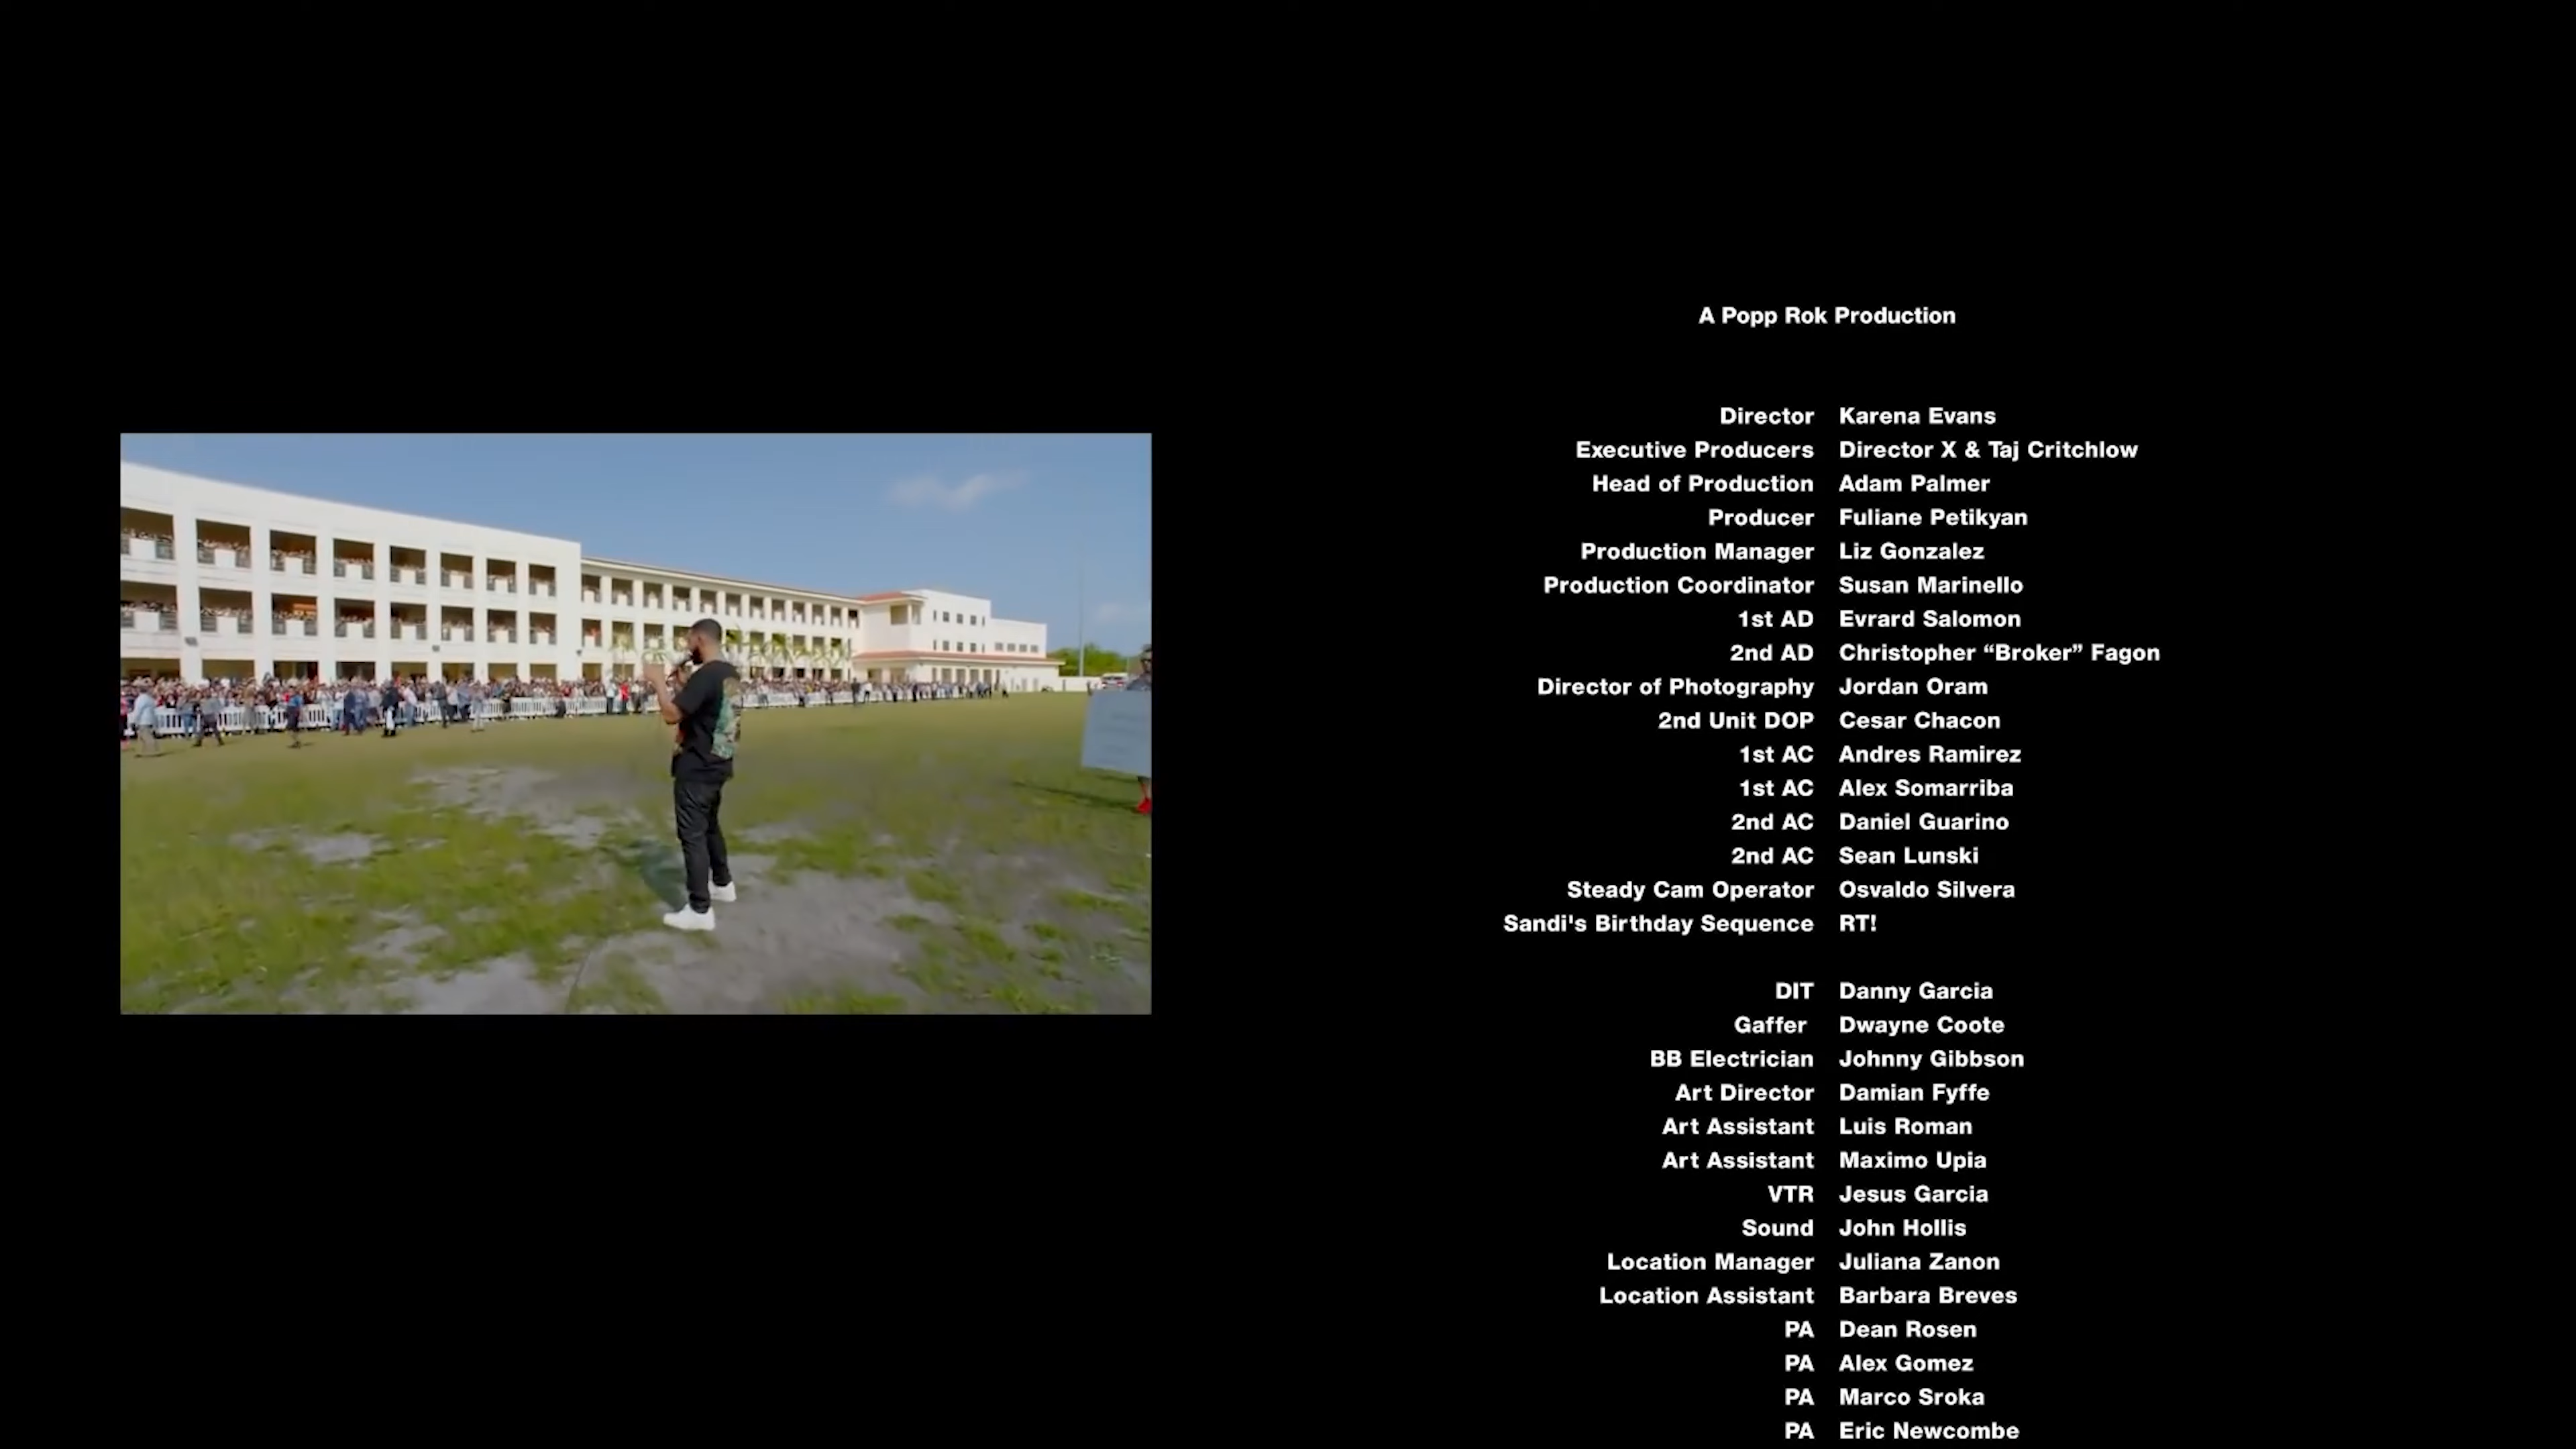 A Popp Rok Production
Director Karena Evans
Executive Producers Director X & Taj Critchlow
Head of Production Adam Palmer
Producer Fuliane Petikyan
Production Manager Liz Gonzalez
Production Coordinator Susan Marinello
1st AD Evrard Salomon
2nd AD Christopher “Broker” Fagon
Director of Photography Jordan Oram
2nd Unit DOP Cesar Chacon
1st AC Andres Ramirez
1st AC Alex Somarriba
2nd AC Daniel Guarino
2nd AC Sean Lunski
Steady Cam Operator Osvaldo Silvera
Sandi's Birthday Sequence RT!
DIT Danny Garcia
Gaffer Dwayne Coote
BB Electrician Johnny Gibbson
Art Director Damian Fyffe
Art Assistant Luis Roman
Art Assistant Maximo Upia
VTR Jesus Garcia
Sound John Hollis
Location Manager Juliana Zanon
Location Assistant Barbara Breves
PA Dean Rosen
PA Alex Gomez
PA Marco Sroka
PA Eric Newcombe